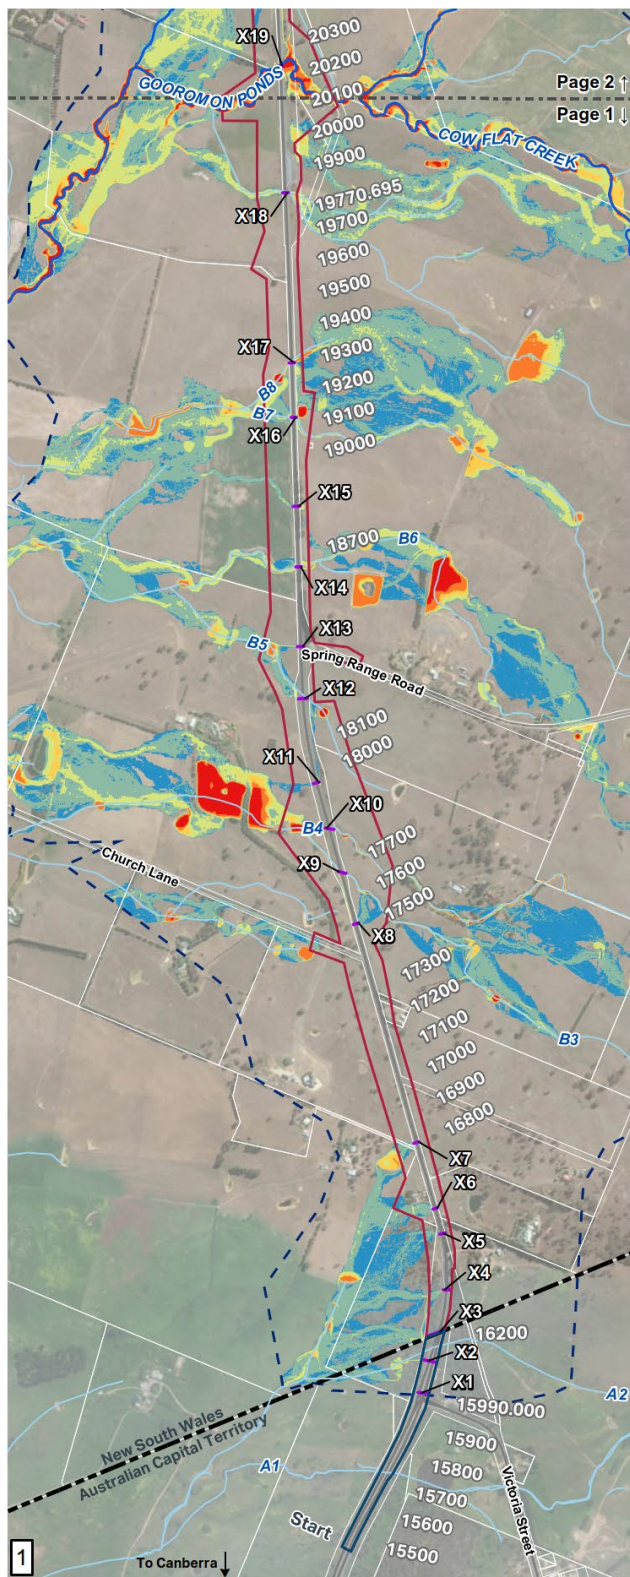 X19
20300
20200
GOOROMON PONDS
Page 2 ↑
20100
Page 1 ↓
20000
COW FLAT CREEK
19900
19770.695
X18
19700
19600
19500
19400
X17
19300
B8
19200
B7
19100
X16
19000
X15
18700
B6
X14
X13
B5
Spring Range Road
X12
18100
18000
X11
X10
B4
17700
Church Lane
X9
17600
17500
X8
17300
17200
17100
B3
17000
16900
16800
X7
X6
X5
X4
X3
16200
X2
X1
A2
15990.000
New South Wales
Australian Capital Territory
15900
A1
15800
Victoria Street
15700
Start
15600
15500
1
To Canberra ↓